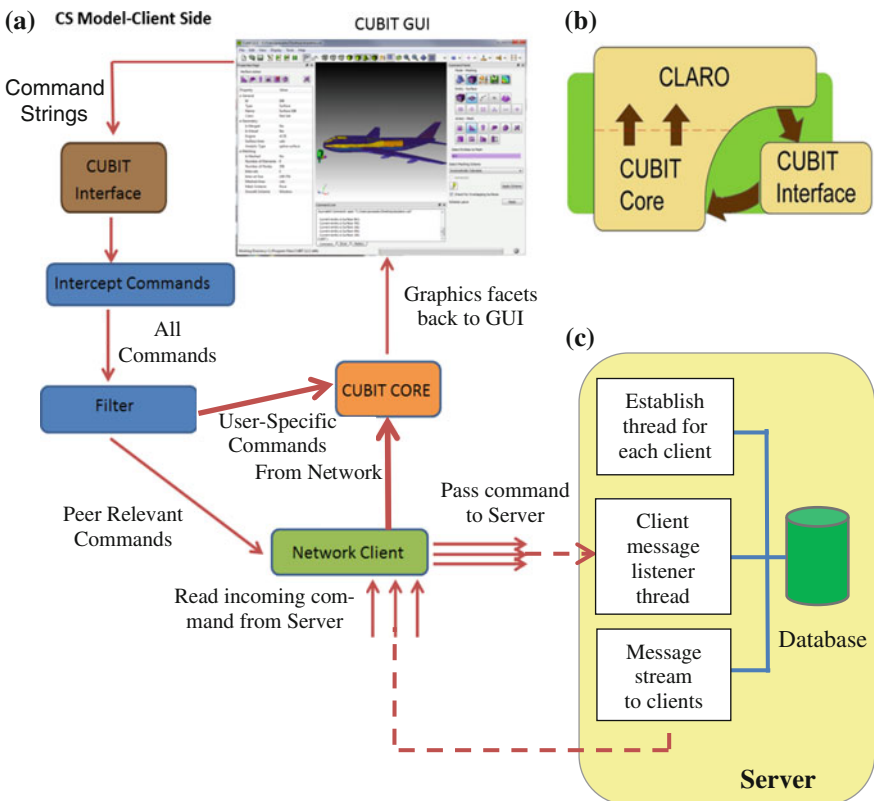 (a)
CS Model-Client Side
CUBIT GUI
Command
Strings
CUBIT
Interface
Intercept Commands
All
Commands
Filter
User-Specific
Commands
CUBIT CORE
Graphics facets
back to GUI
From Network
Peer Relevant
Commands
Network Client
Pass command
to Server
Read incoming com-
mand from Server
(b)
CLARO
CUBIT
Core
CUBIT
Interface
(c)
Establish
thread for
each client
Client
message
listener
thread
Message
stream
to clients
Database
Server